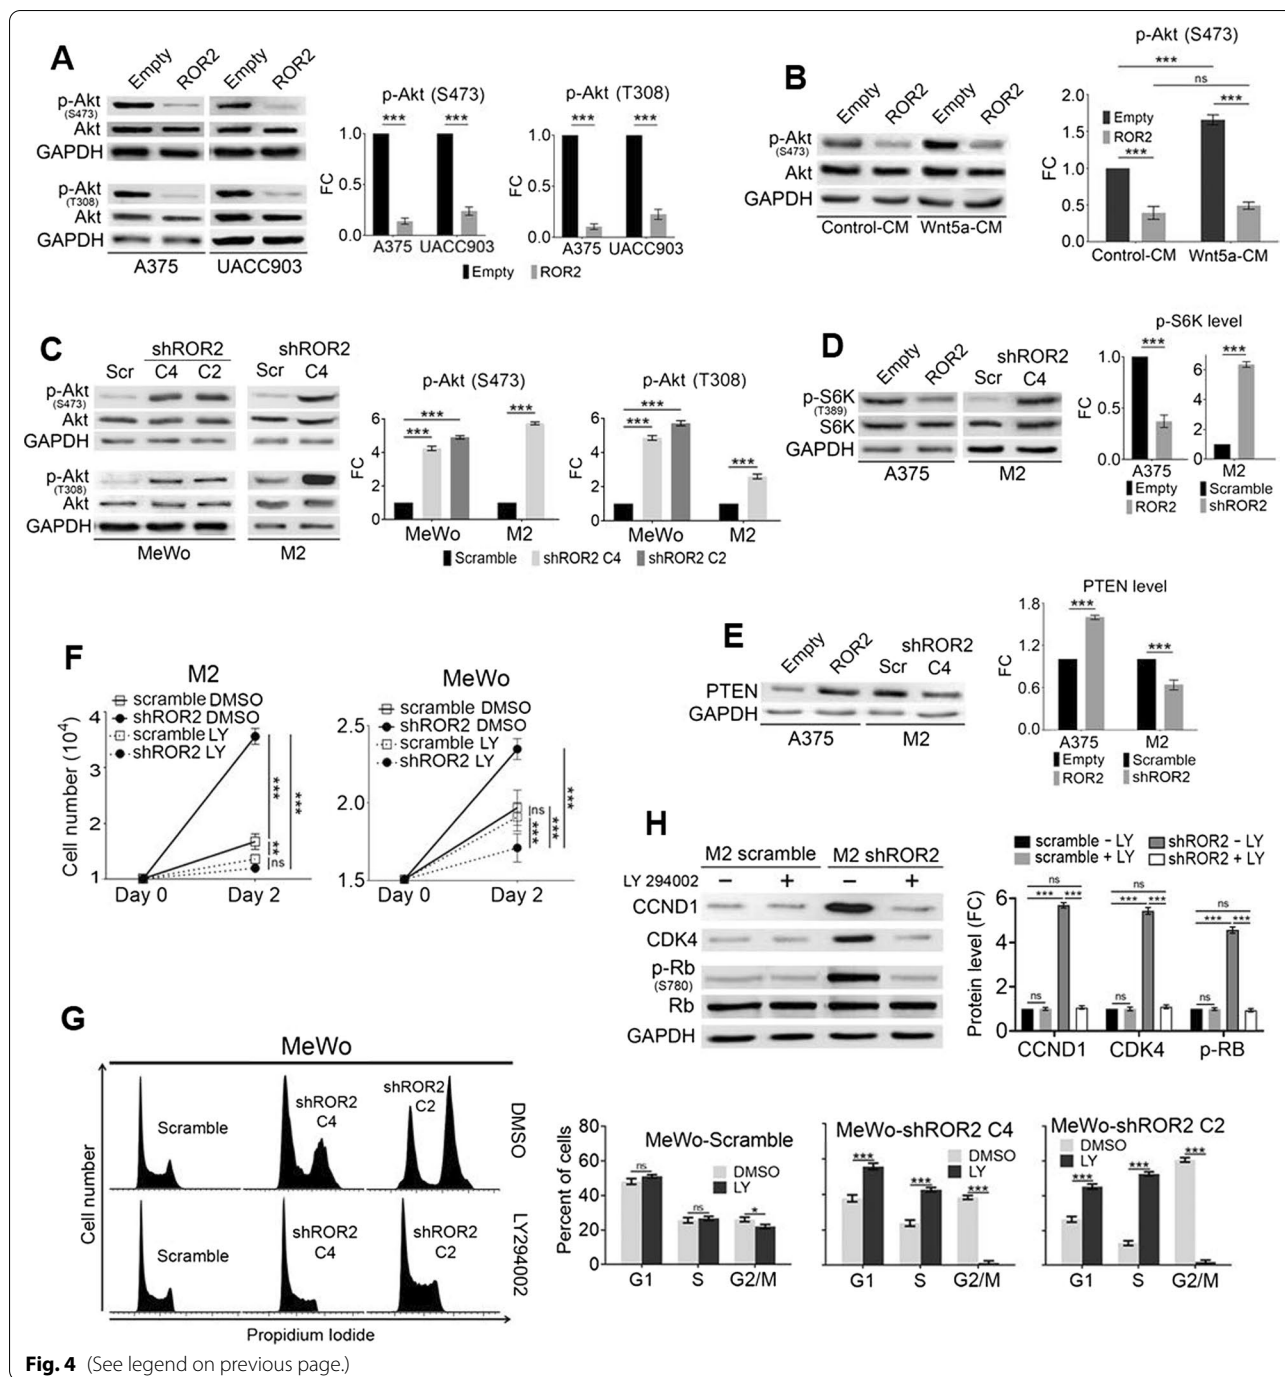 A
Empty ROR2 Empty ROR2
p-Akt
(S473)
Akt
GAPDH
p-Akt
(T308)
Akt
GAPDH
A375 UACC903
p-Akt (S473)
*** ***
FC
1.0
0.5
0.0
A375 UACC903
p-Akt (T308)
*** ***
FC
1.0
0.5
0.0
A375 UACC903
Empty ROR2
B
Empty ROR2 Empty ROR2
p-Akt
(S473)
Akt
GAPDH
Control-CM Wnt5a-CM
p-Akt (S473)
***
ns
Empty
ROR2
***
***
FC
2.0
1.5
1.0
0.5
0.0
Control-CM Wnt5a-CM
C
shROR2 shROR2
Scr C4 C2 Scr C4
p-Akt
(S473)
Akt
GAPDH
p-Akt
(T308)
Akt
GAPDH
MeWo M2
p-Akt (S473)
***
***
***
FC
6
4
2
0
MeWo M2
p-Akt (T308)
***
***
***
FC
6
4
2
0
MeWo M2
Scramble shROR2 C4 shROR2 C2
D
shROR2
Empty ROR2 Scr C4
p-S6K
(T389)
S6K
GAPDH
A375 M2
p-S6K level
***
***
FC
1.0
0.5
0.0
8
6
4
2
0
A375 M2
Empty Scramble
ROR2 shROR2
E
shROR2
Empty ROR2 Scr C4
PTEN
GAPDH
A375 M2
PTEN level
***
***
FC
1.8
1.2
0.6
0.0
A375 M2
Empty Scramble
ROR2 shROR2
F
M2
scramble DMSO
shROR2 DMSO
scramble LY
shROR2 LY
Cell number (10⁴)
4
3
2
1
Day 0 Day 2
***
***
**
ns
MeWo
scramble DMSO
shROR2 DMSO
scramble LY
shROR2 LY
2.5
2.0
1.5
Day 0 Day 2
ns
***
***
***
H
M2 scramble M2 shROR2
LY 294002 − + − +
CCND1
CDK4
p-Rb
(S780)
Rb
GAPDH
scramble − LY shROR2 − LY
scramble + LY shROR2 + LY
Protein level (FC)
6
4
2
0
ns ns ns
*** *** *** *** *** ***
ns ns ns
CCND1 CDK4 p-RB
G
MeWo
Cell number
Scramble
shROR2
C4
shROR2
C2
DMSO
Scramble
shROR2
C4
shROR2
C2
LY294002
Propidium Iodide
Percent of cells
80
60
40
20
0
MeWo-Scramble
DMSO
LY
ns
ns
*
G1 S G2/M
MeWo-shROR2 C4
DMSO
LY
***
***
***
G1 S G2/M
MeWo-shROR2 C2
DMSO
LY
***
***
***
G1 S G2/M
Fig. 4 (See legend on previous page.)